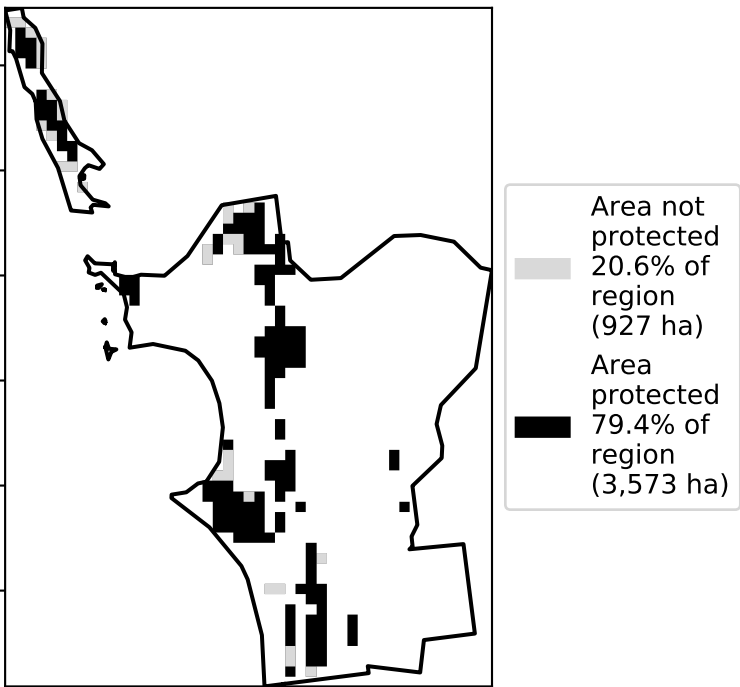 Area not
protected
20.6% of
region
(927 ha)
Area
protected
79.4% of
region
(3,573 ha)